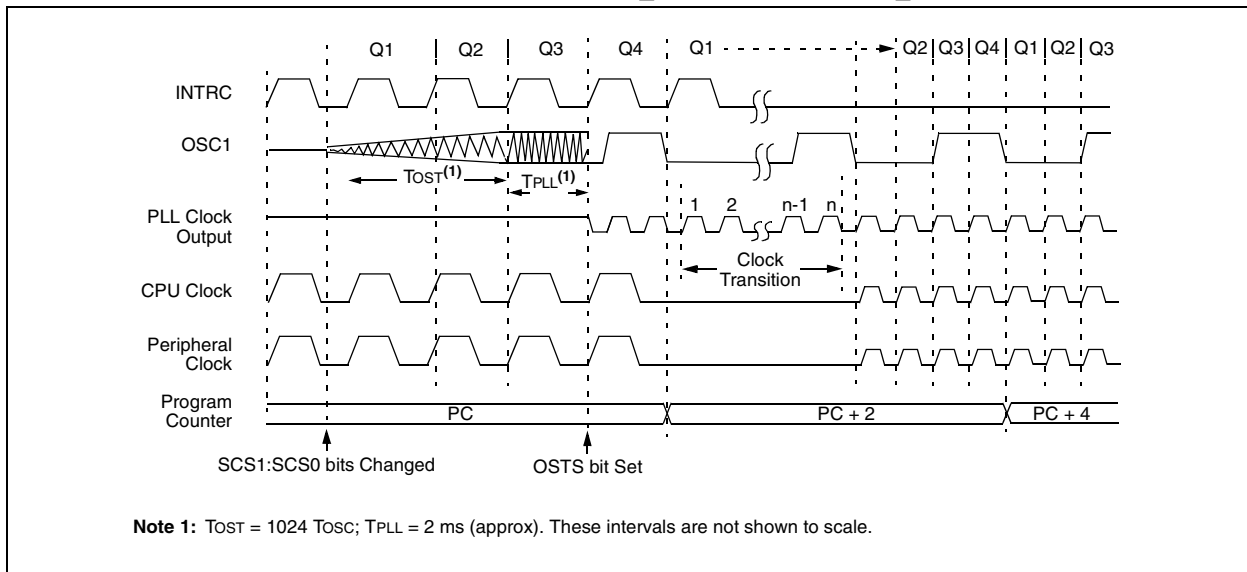 Q1 Q2 Q3 Q4 Q1 Q2 Q3 Q4 Q1 Q2 Q3
INTRC
OSC1
TOST(1) TPLL(1)
PLL Clock
Output
1 2 n-1 n
Clock
Transition
CPU Clock
Peripheral
Clock
Program
Counter
PC PC + 2 PC + 4
SCS1:SCS0 bits Changed OSTS bit Set
Note 1: TOST = 1024 TOSC; TPLL = 2 ms (approx). These intervals are not shown to scale.